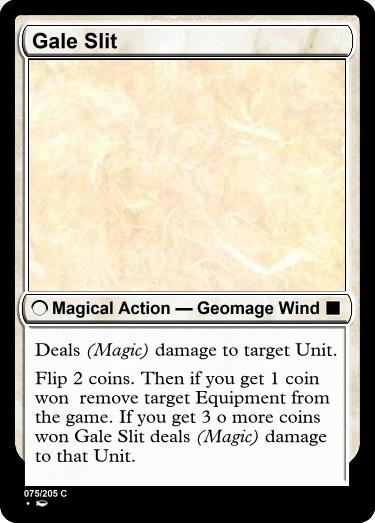 Gale Slit
Magical Action — Geomage Wind
Deals (Magic) damage to target Unit.
Flip 2 coins. Then if you get 1 coin
won remove target Equipment from
the game. If you get 3 o more coins
won Gale Slit deals (Magic) damage
to that Unit.
075/205 C